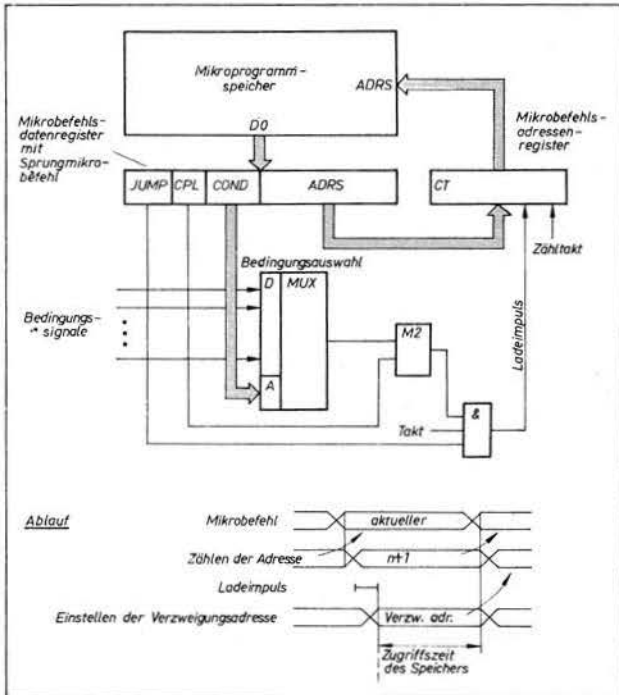 Mikroprogramm-
speicher
ADRS
DO
Mikrobefehls-
datenregister
mit
Sprungmikro-
befehl
Mikrobefehls-
adressen-
register
JUMP CPL COND ADRS
CT
Zähltakt
Ladeimpuls
Bedingungsauswahl
D MUX
A
Bedingungs-
signale
M2
&
Takt
Ablauf
Mikrobefehl
aktueller
Zählen der Adresse
n+1
Ladeimpuls
Einstellen der Verzweigungsadresse
Verzw. adr.
Zugriffszeit
des Speichers